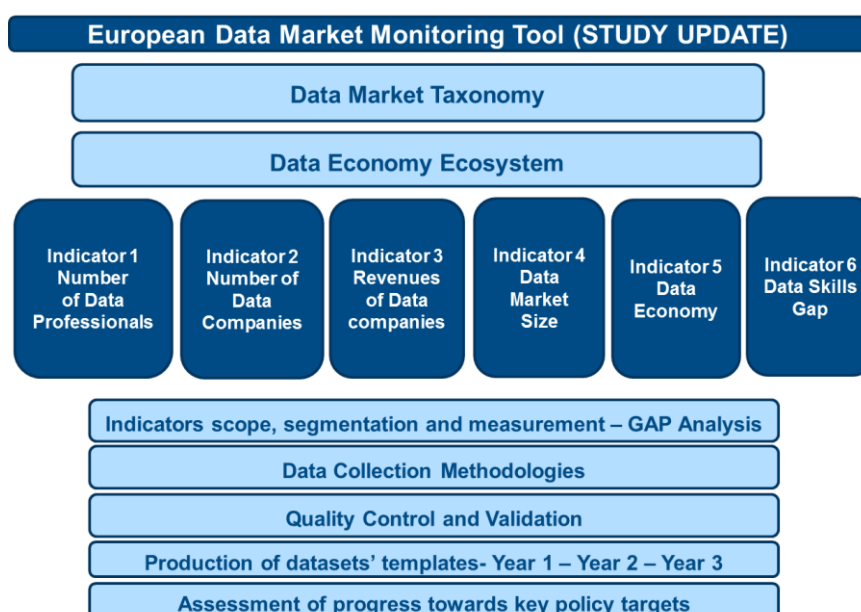 European Data Market Monitoring Tool (STUDY UPDATE)
Data Market Taxonomy
Data Economy Ecosystem
Indicator 1
Number
of Data
Professionals
Indicator 2
Number of
Data
Companies
Indicator 3
Revenues
of Data
companies
Indicator 4
Data
Market
Size
Indicator 5
Data
Economy
Indicator 6
Data Skills
Gap
Indicators scope, segmentation and measurement – GAP Analysis
Data Collection Methodologies
Quality Control and Validation
Production of datasets’ templates- Year 1 – Year 2 – Year 3
Assessment of progress towards key policy targets